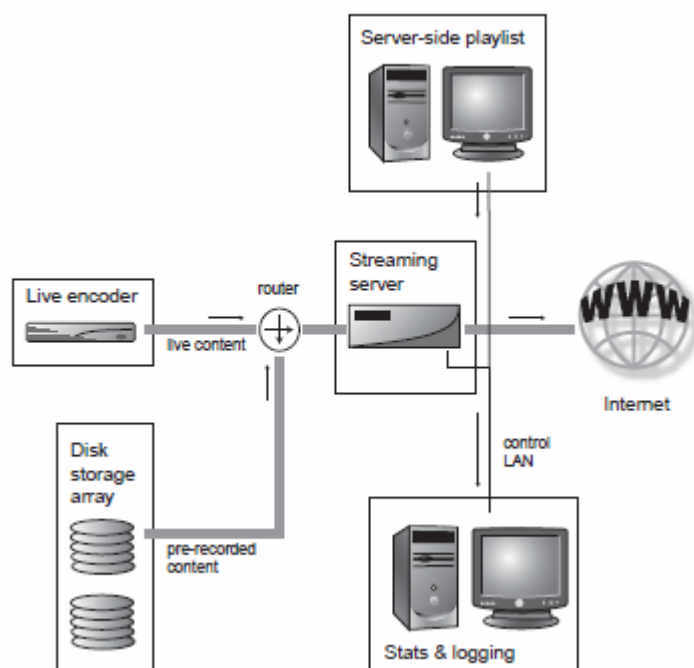 Server-side playlist
Streaming
server
Live encoder
router
live content
WWW
Internet
Disk
storage
array
control
LAN
pre-recorded
content
Stats & logging